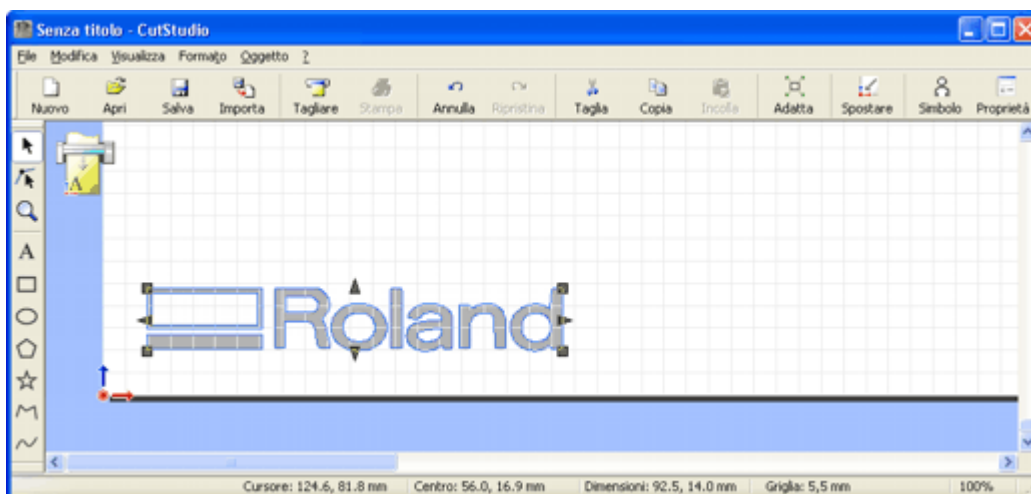 Senza titolo - CutStudio
File Modifica Visualizza Formato Oggetto ?
Nuovo Apri Salva Importa Tagliare Stampa Annulla Ripristina Taglia Copia Incolla Adatta Spostare Simbolo Proprietà
A
A
Roland
Cursore: 124.6, 81.8 mm Centro: 56.0, 16.9 mm Dimensioni: 92.5, 14.0 mm Griglia: 5,5 mm 100%